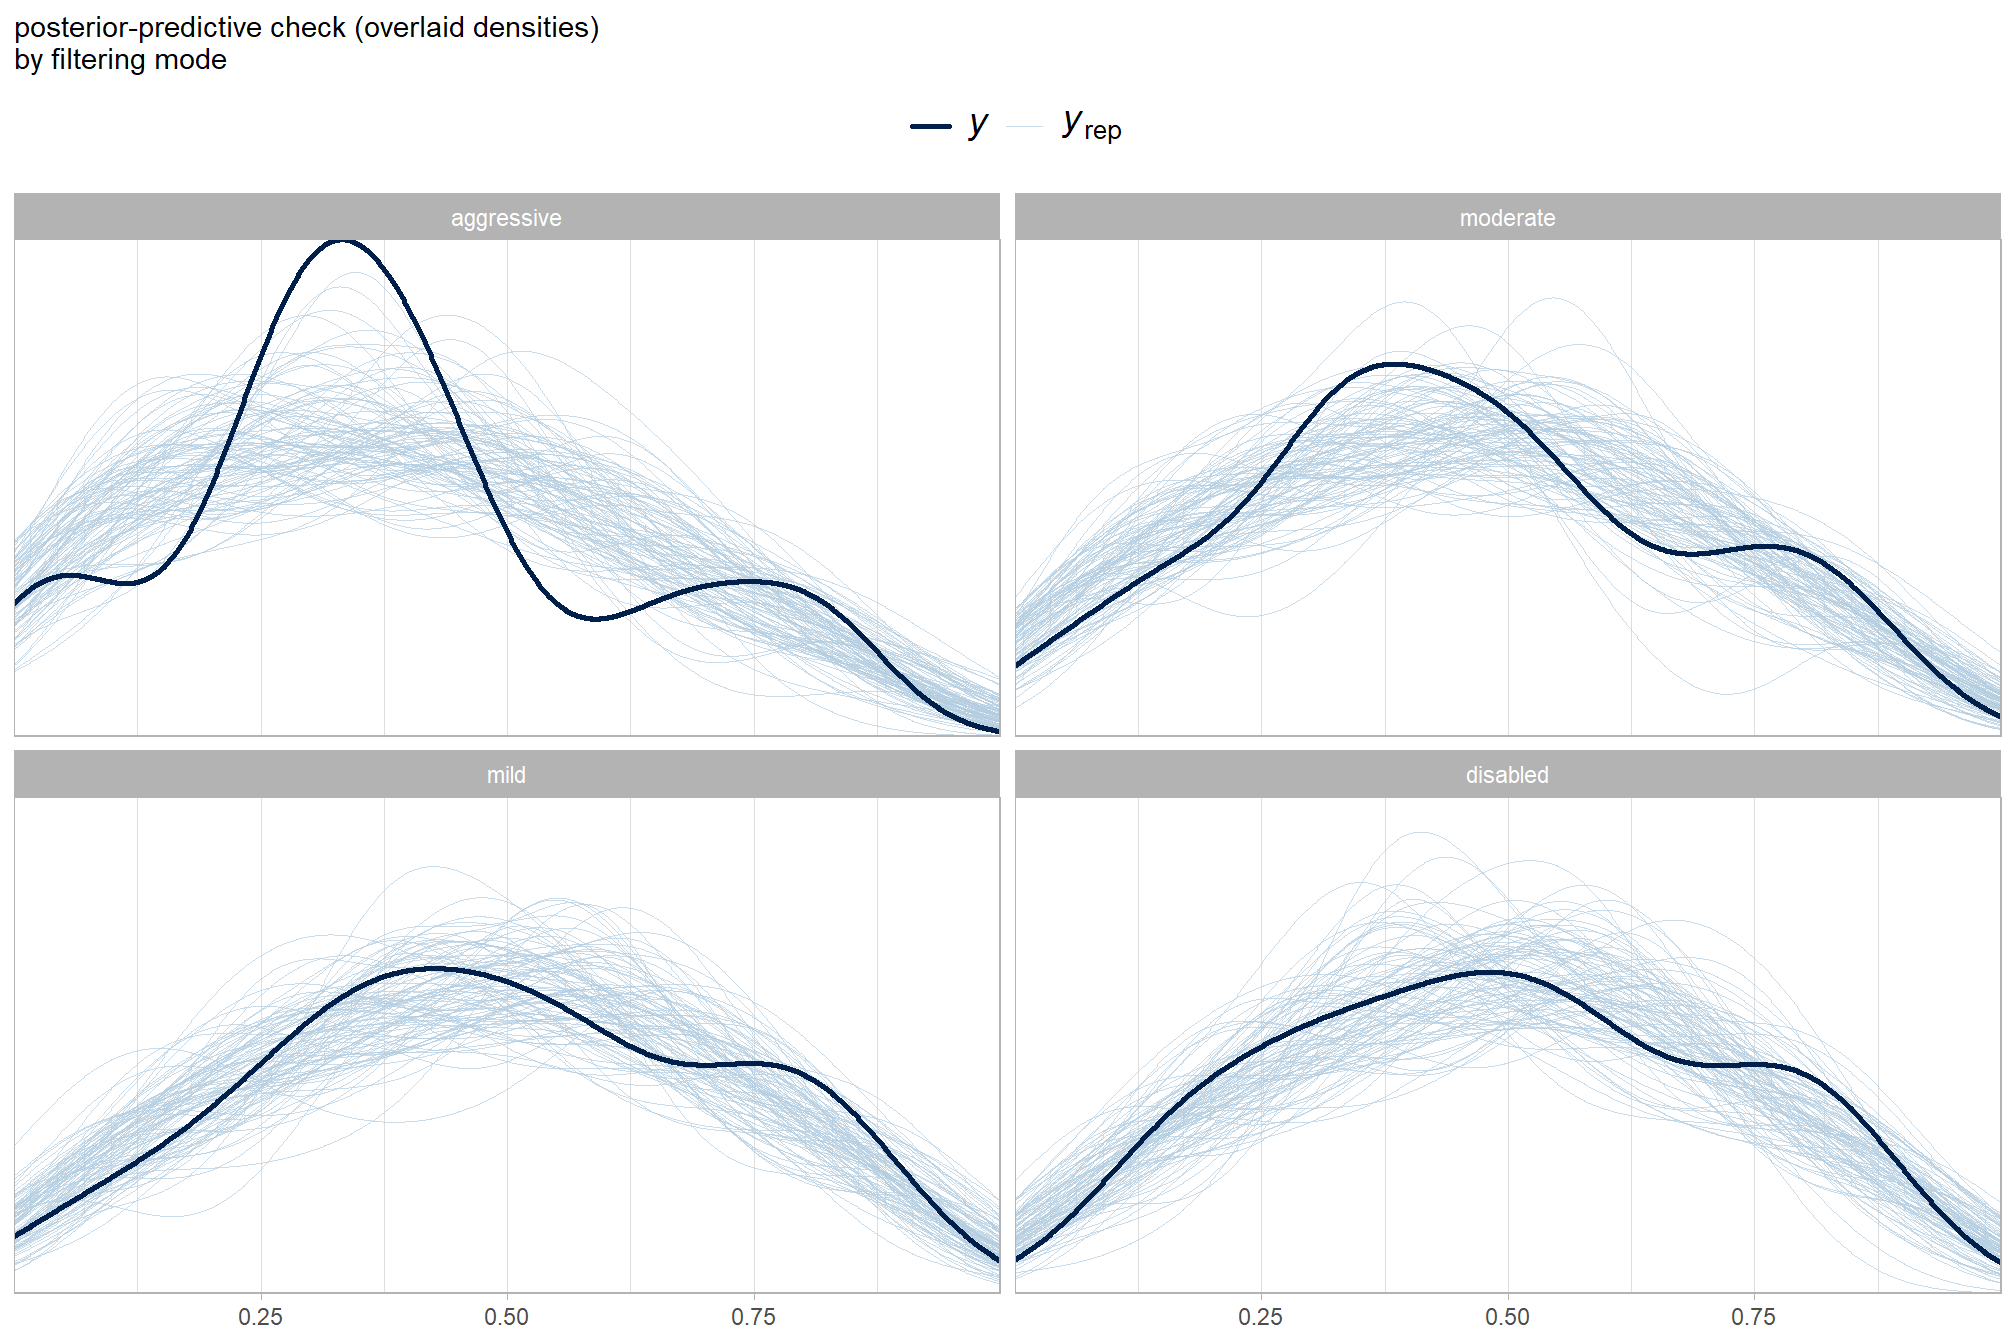 posterior-predictive check (overlaid densities)
by filtering mode
y y rep
aggressive moderate
mild disabled
0.25 0.50 0.75 0.25 0.50 0.75